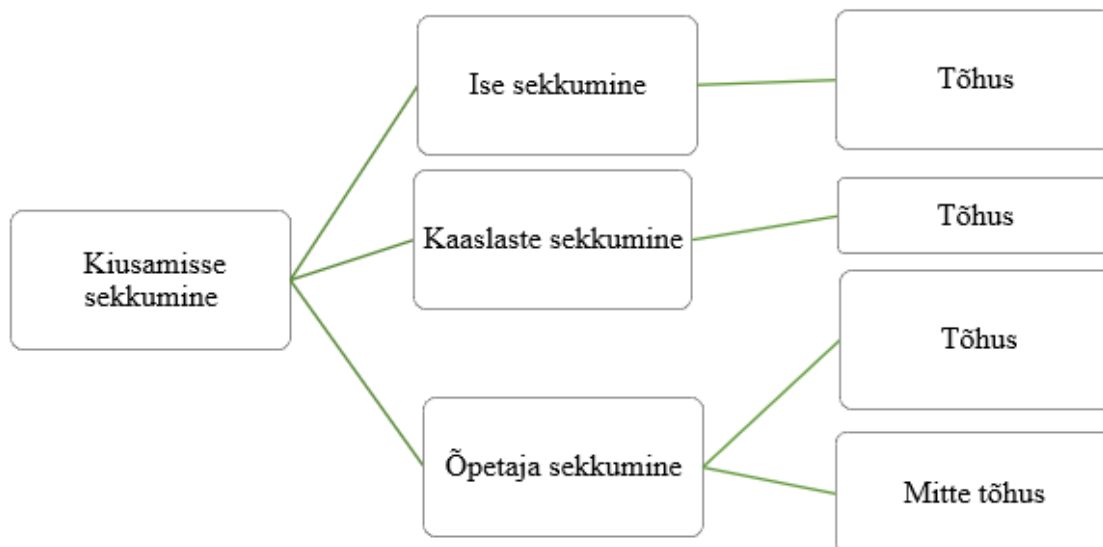 Kiusamisse
sekkumine
Ise sekkumine
Tõhus
Kaaslaste sekkumine
Tõhus
Õpetaja sekkumine
Tõhus
Mitte tõhus